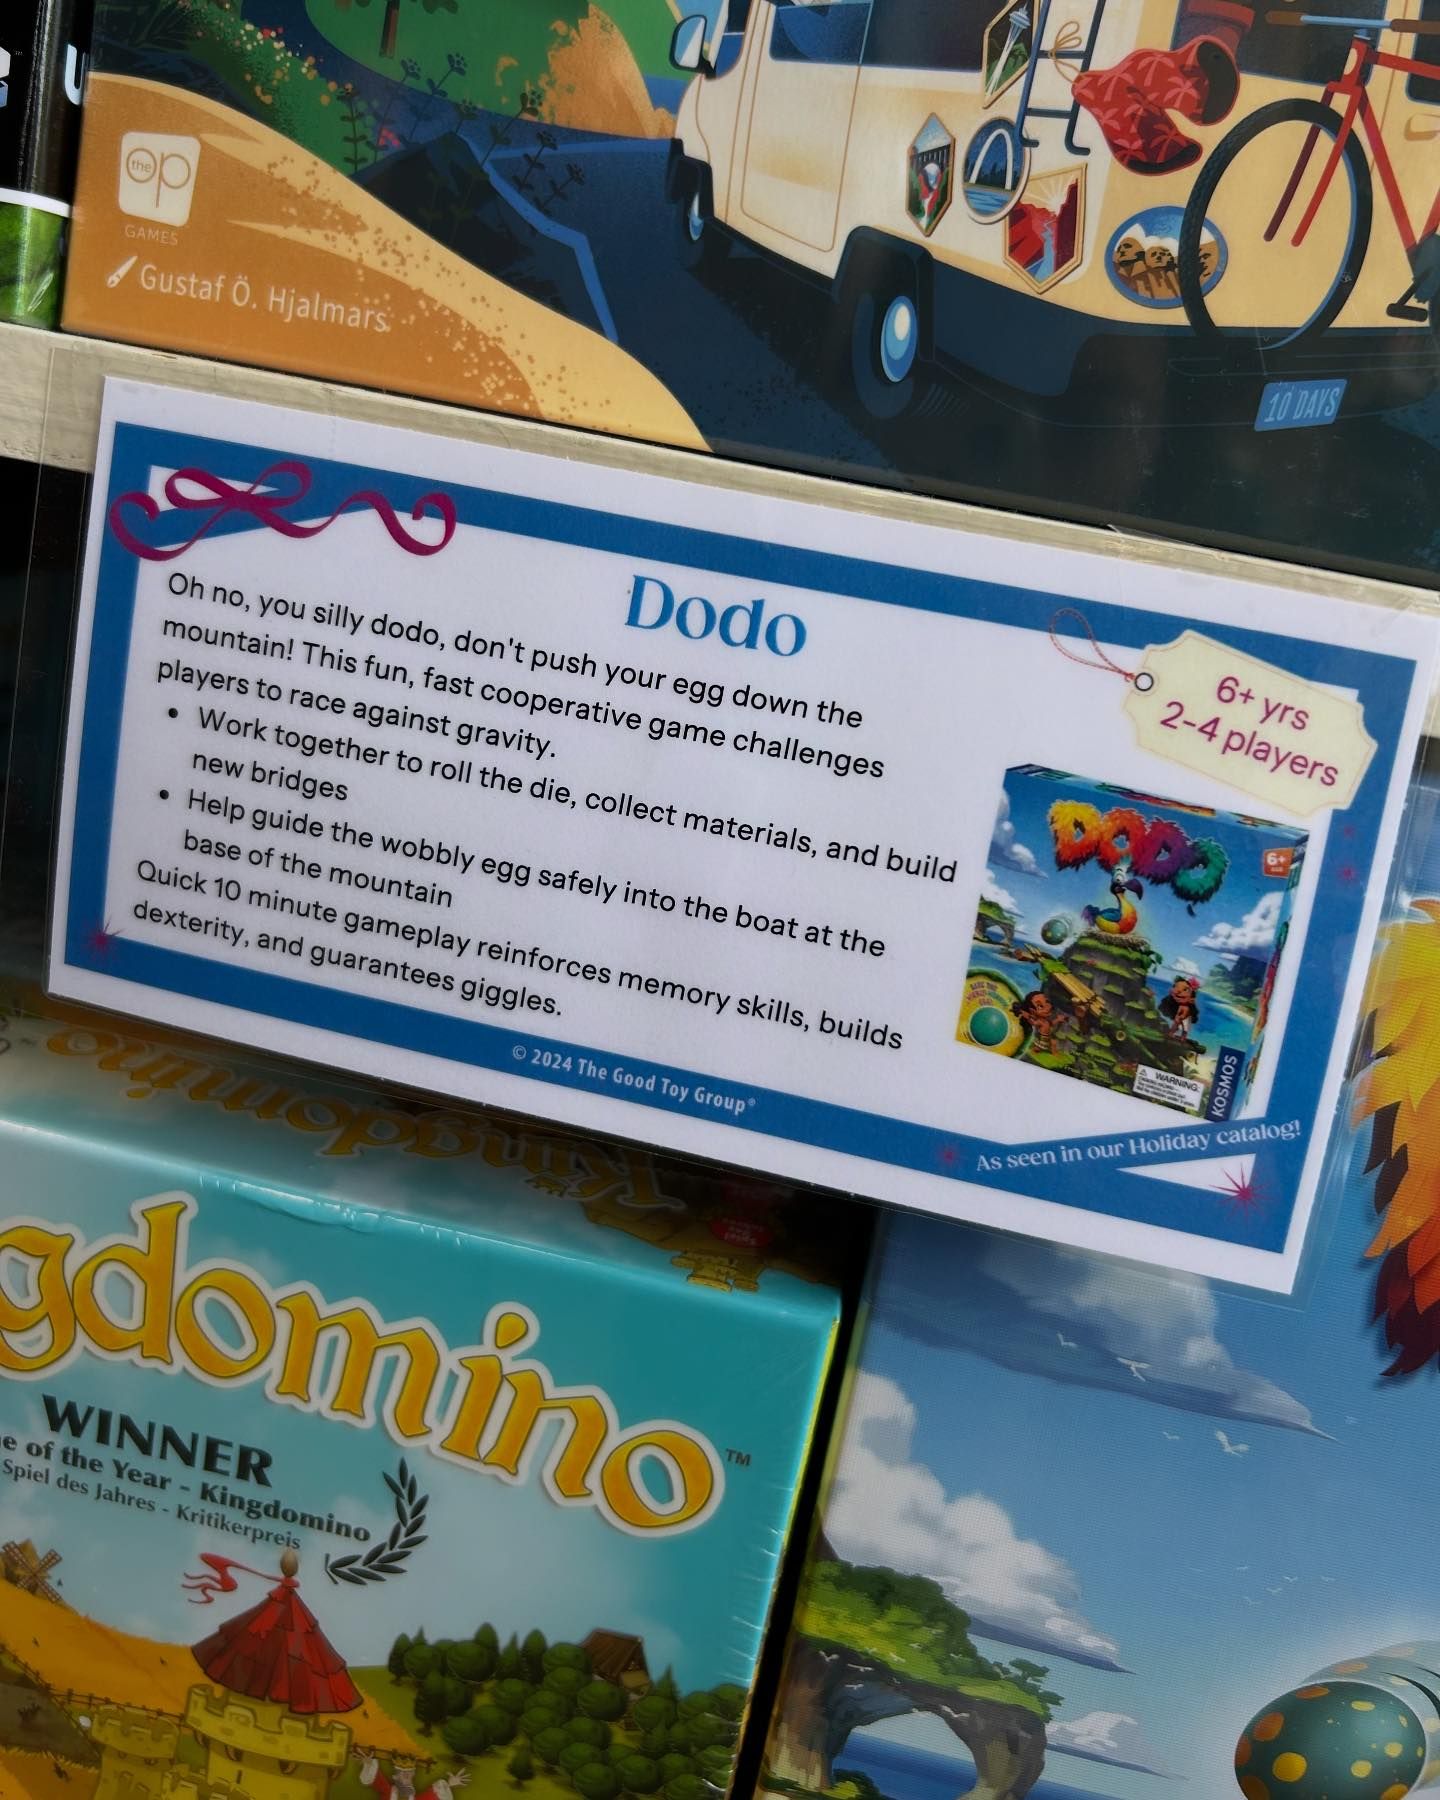 the op
GAMES
Gustaf Ö. Hjalmars
10 DAYS
Dodo
Oh no, you silly dodo, don't push your egg down the
mountain! This fun, fast cooperative game challenges
players to race against gravity.
• Work together to roll the die, collect materials, and build
new bridges
• Help guide the wobbly egg safely into the boat at the
base of the mountain
Quick 10 minute gameplay reinforces memory skills, builds
dexterity, and guarantees giggles.
6+ yrs
2-4 players
DODO
6+
WARNING:
KOSMOS
© 2024 The Good Toy Group®
As seen in our Holiday catalog!
Kingdomino
gdomino™
WINNER
of the Year - Kingdomino
Spiel des Jahres - Kritikerpreis